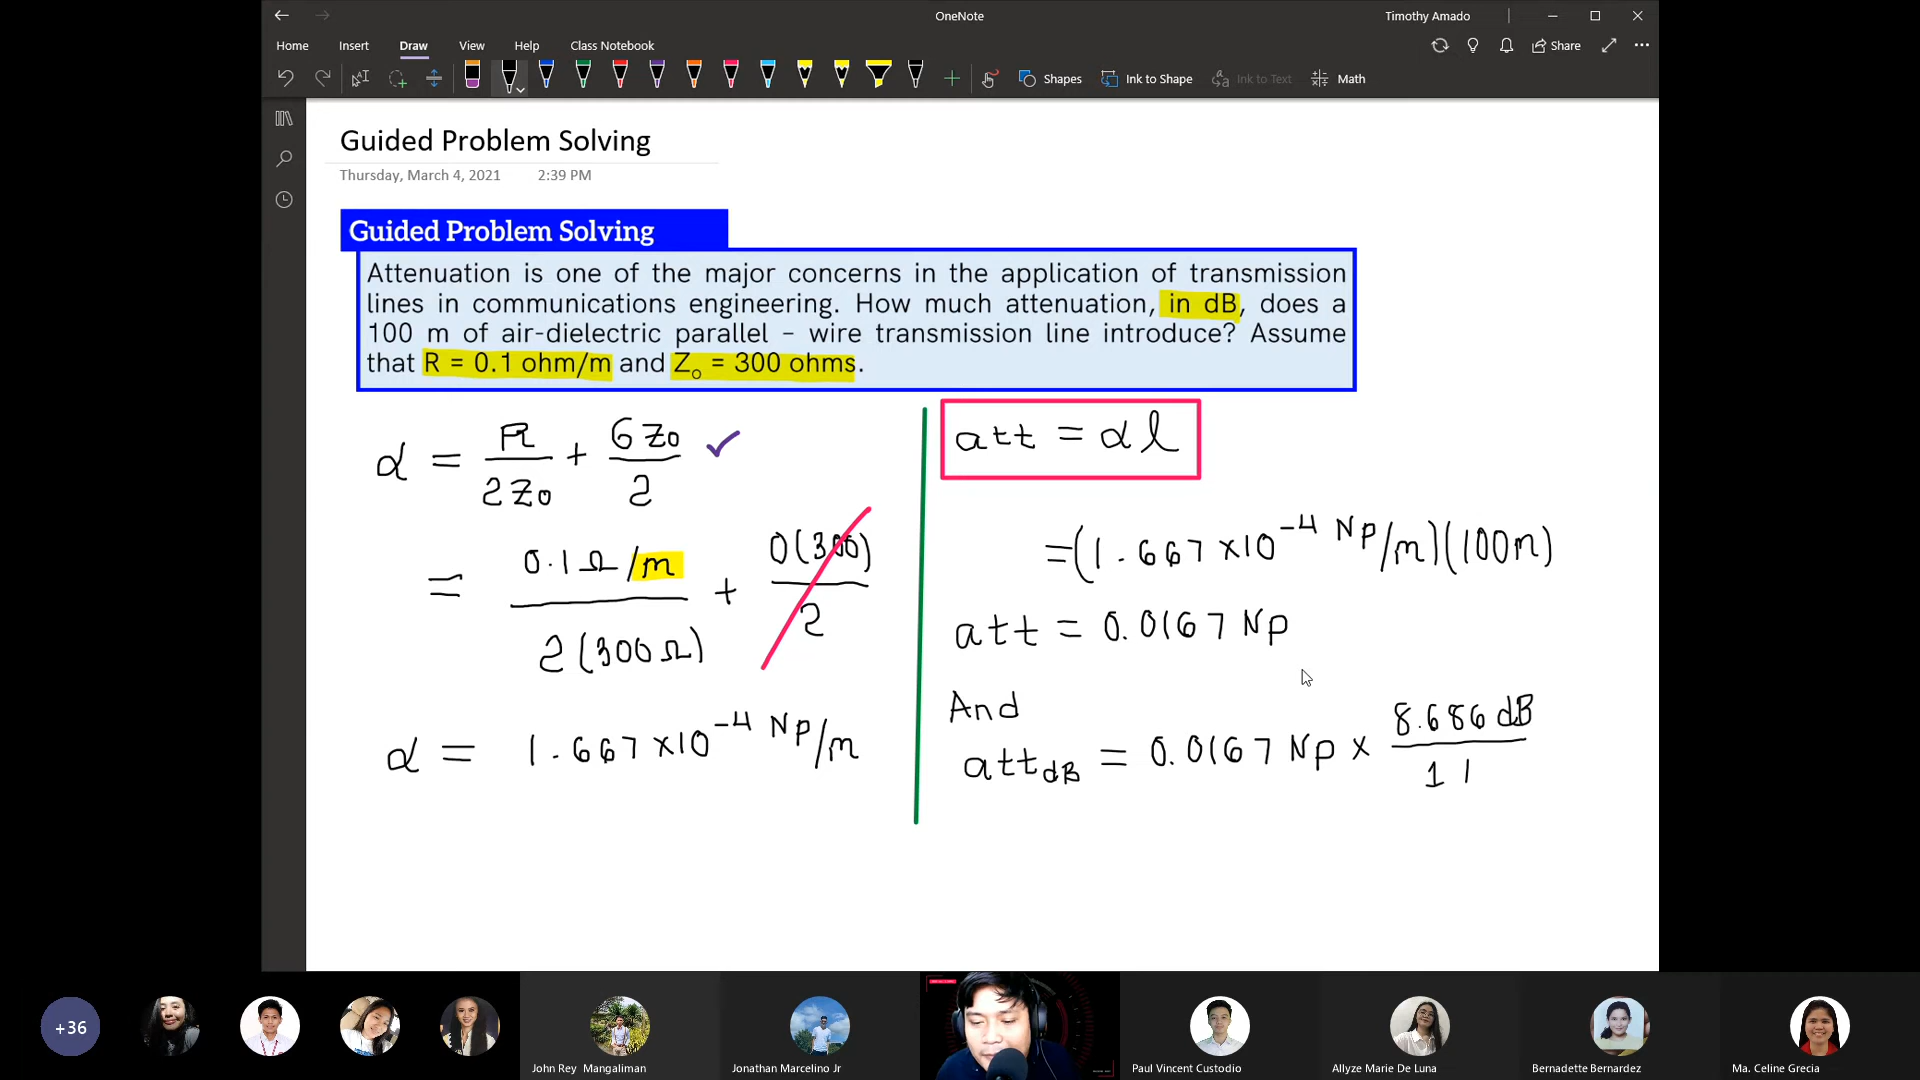 OneNote
Timothy Amado
Home Insert Draw View Help Class Notebook
Share
Shapes Ink to Shape Ink to Text Math
Guided Problem Solving
Thursday, March 4, 2021 2:39 PM
Guided Problem Solving
Attenuation is one of the major concerns in the application of transmission
lines in communications engineering. How much attenuation, in dB, does a
100 m of air-dielectric parallel – wire transmission line introduce? Assume
that R = 0.1 ohm/m and Zo = 300 ohms.
α = R/2Zo + GZo/2 ✓
= 0.1Ω/m / 2(300Ω) + 0(300)/2
α = 1.667 x10^-4 Np/m
att = αl
=(1.667 x10^-4 Np/m)(100m)
att = 0.0167 Np
And
att dB = 0.0167 Np x 8.686 dB / 1
+36
John Rey Mangaliman
Jonathan Marcelino Jr
Paul Vincent Custodio
Allyze Marie De Luna
Bernadette Bernardez
Ma. Celine Grecia